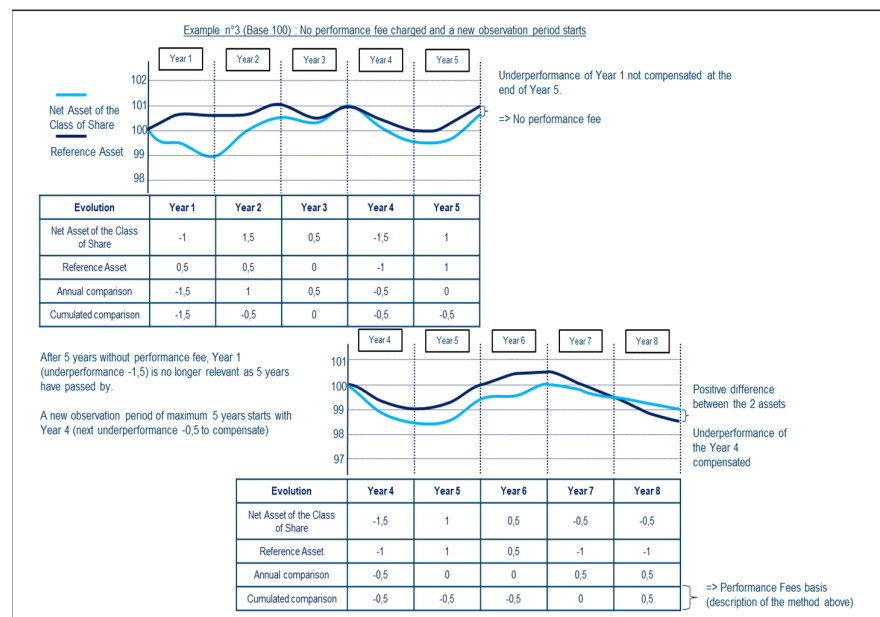 Example n°3 (Base 100) : No performance fee charged and a new observation period starts
Year 1 Year 2 Year 3 Year 4 Year 5
102
101
100
99
98
Net Asset of the
Class of Share
Reference Asset
Underperformance of Year 1 not compensated at the
end of Year 5.
=> No performance fee
Evolution Year 1 Year 2 Year 3 Year 4 Year 5
Net Asset of the Class
of Share -1 1,5 0,5 -1,5 1
Reference Asset 0,5 0,5 0 -1 1
Annual comparison -1,5 1 0,5 -0,5 0
Cumulated comparison -1,5 -0,5 0 -0,5 -0,5
After 5 years without performance fee, Year 1
(underperformance -1,5) is no longer relevant as 5 years
have passed by.
A new observation period of maximum 5 years starts with
Year 4 (next underperformance -0,5 to compensate)
Year 4 Year 5 Year 6 Year 7 Year 8
101
100
99
98
97
Positive difference
between the 2 assets
Underperformance of
the Year 4
compensated
Evolution Year 4 Year 5 Year 6 Year 7 Year 8
Net Asset of the Class
of Share -1,5 1 0,5 -0,5 -0,5
Reference Asset -1 1 0,5 -1 -1
Annual comparison -0,5 0 0 0,5 0,5
Cumulated comparison -0,5 -0,5 -0,5 0 0,5
=> Performance Fees basis
(description of the method above)